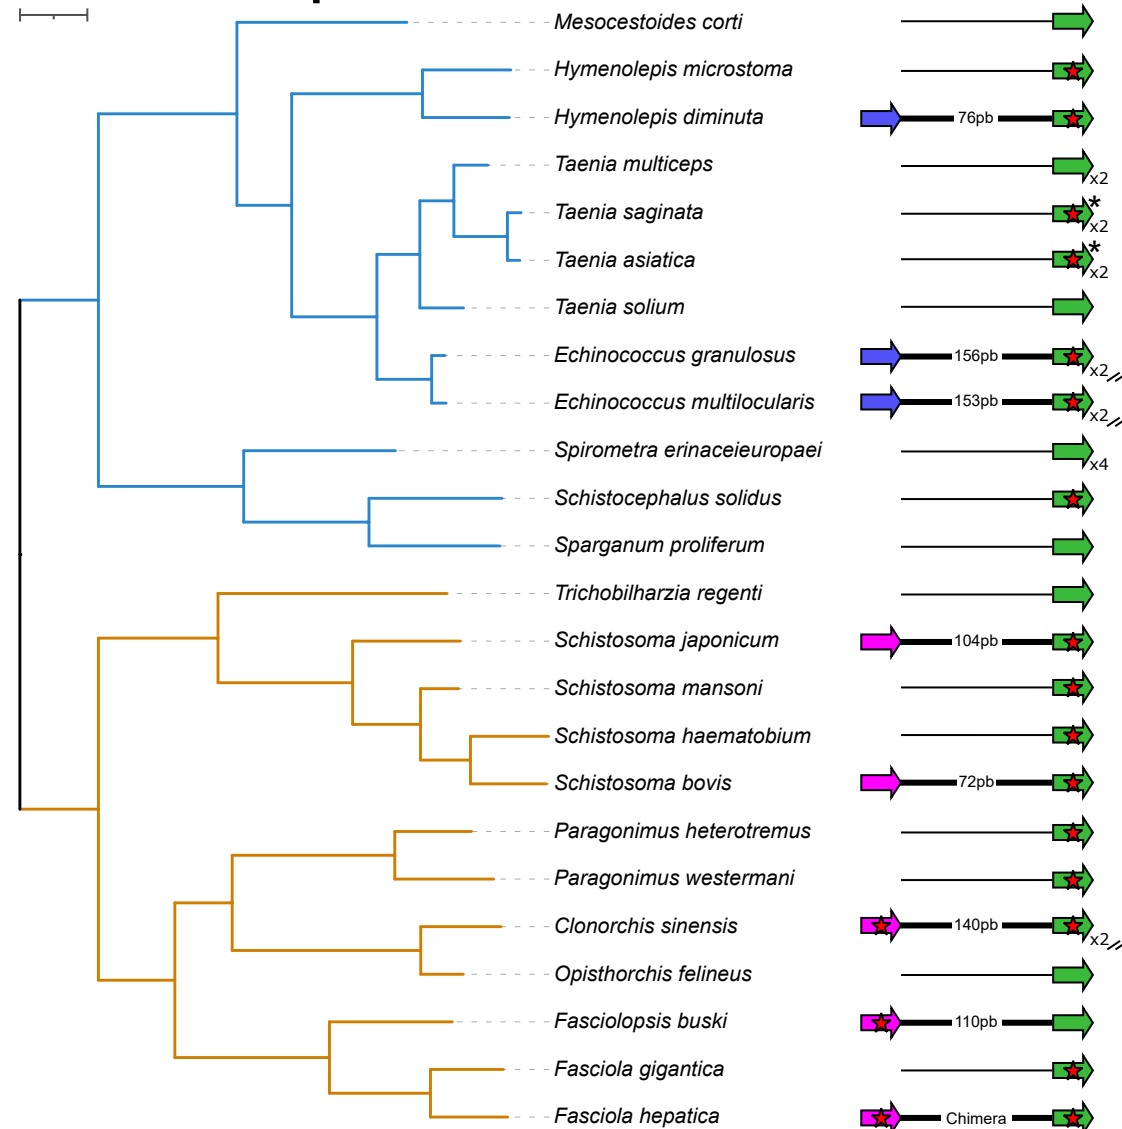 Mesocestoides corti
Hymenolepis microstoma
Hymenolepis diminuta 76pb
Taenia multiceps x2
Taenia saginata * x2
Taenia asiatica * x2
Taenia solium
Echinococcus granulosus 156pb x2 //
Echinococcus multilocularis 153pb x2 //
Spirometra erinaceieuropaei x4
Schistocephalus solidus
Sparganum proliferum
Trichobilharzia regenti
Schistosoma japonicum 104pb
Schistosoma mansoni
Schistosoma haematobium
Schistosoma bovis 72pb
Paragonimus heterotremus
Paragonimus westermani
Clonorchis sinensis 140pb x2 //
Opisthorchis felineus
Fasciolopsis buski 110pb
Fasciola gigantica
Fasciola hepatica Chimera